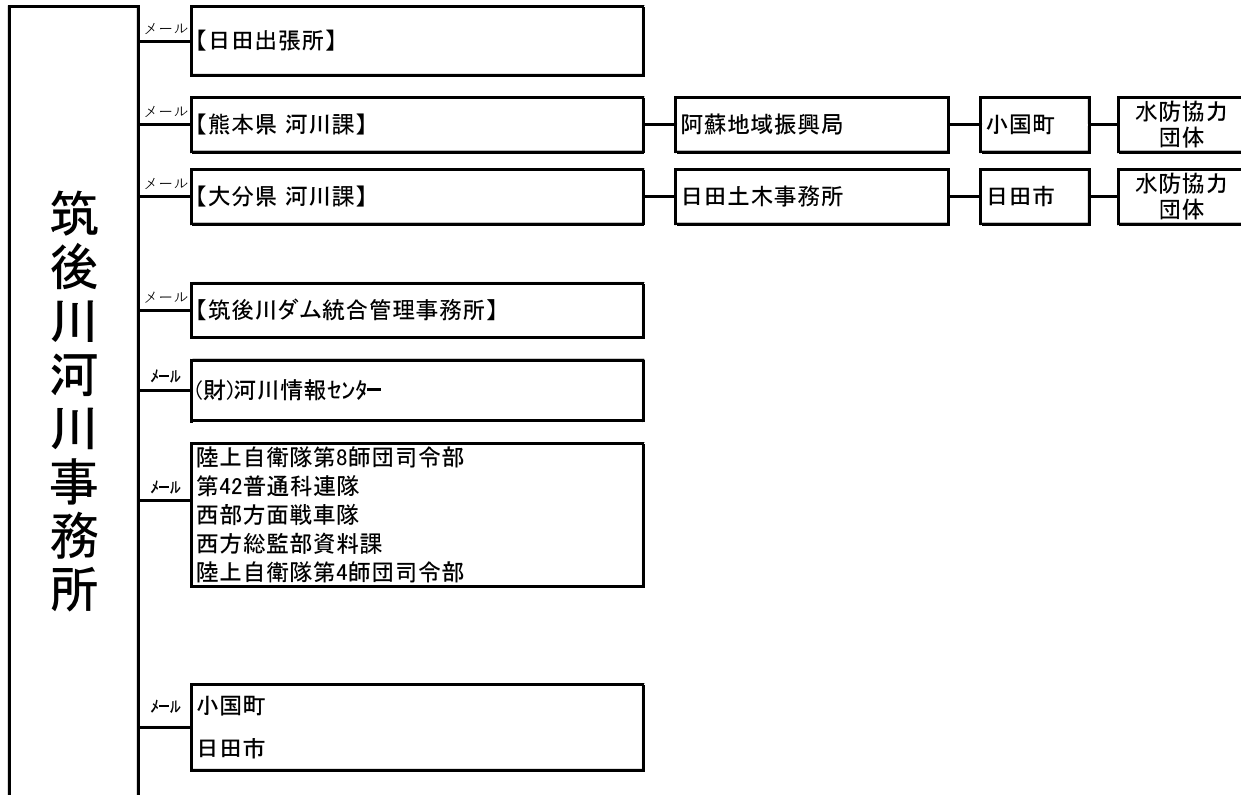 筑後川河川事務所
メール
【日田出張所】
メール
【熊本県 河川課】
阿蘇地域振興局
小国町
水防協力
団体
メール
【大分県 河川課】
日田土木事務所
日田市
水防協力
団体
メール
【筑後川ダム統合管理事務所】
メール
(財)河川情報センター
メール
陸上自衛隊第8師団司令部
第42普通科連隊
西部方面戦車隊
西方総監部資料課
陸上自衛隊第4師団司令部
メール
小国町
日田市